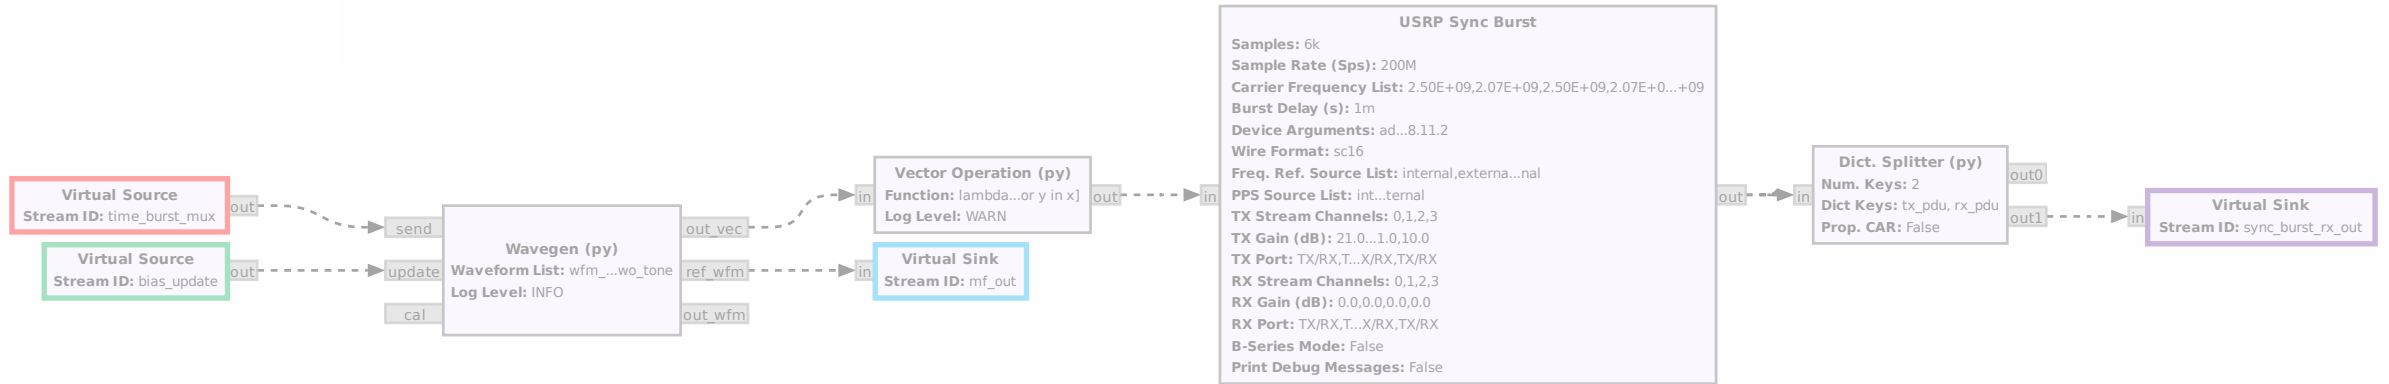 Virtual Source
Stream ID: time_burst_mux
out
Virtual Source
Stream ID: bias_update
out
send
update
cal
Wavegen (py)
Waveform List: wfm_...wo_tone
Log Level: INFO
out_vec
ref_wfm
out_wfm
in
Vector Operation (py)
Function: lambda...or y in x]
Log Level: WARN
out
in
Virtual Sink
Stream ID: mf_out
in
USRP Sync Burst
Samples: 6k
Sample Rate (Sps): 200M
Carrier Frequency List: 2.50E+09,2.07E+09,2.50E+09,2.07E+0...+09
Burst Delay (s): 1m
Device Arguments: ad...8.11.2
Wire Format: sc16
Freq. Ref. Source List: internal,externa...nal
PPS Source List: int...ternal
TX Stream Channels: 0,1,2,3
TX Gain (dB): 21.0...1.0,10.0
TX Port: TX/RX,T...X/RX,TX/RX
RX Stream Channels: 0,1,2,3
RX Gain (dB): 0.0,0.0,0.0,0.0
RX Port: TX/RX,T...X/RX,TX/RX
B-Series Mode: False
Print Debug Messages: False
out
in
Dict. Splitter (py)
Num. Keys: 2
Dict Keys: tx_pdu, rx_pdu
Prop. CAR: False
out0
out1
in
Virtual Sink
Stream ID: sync_burst_rx_out